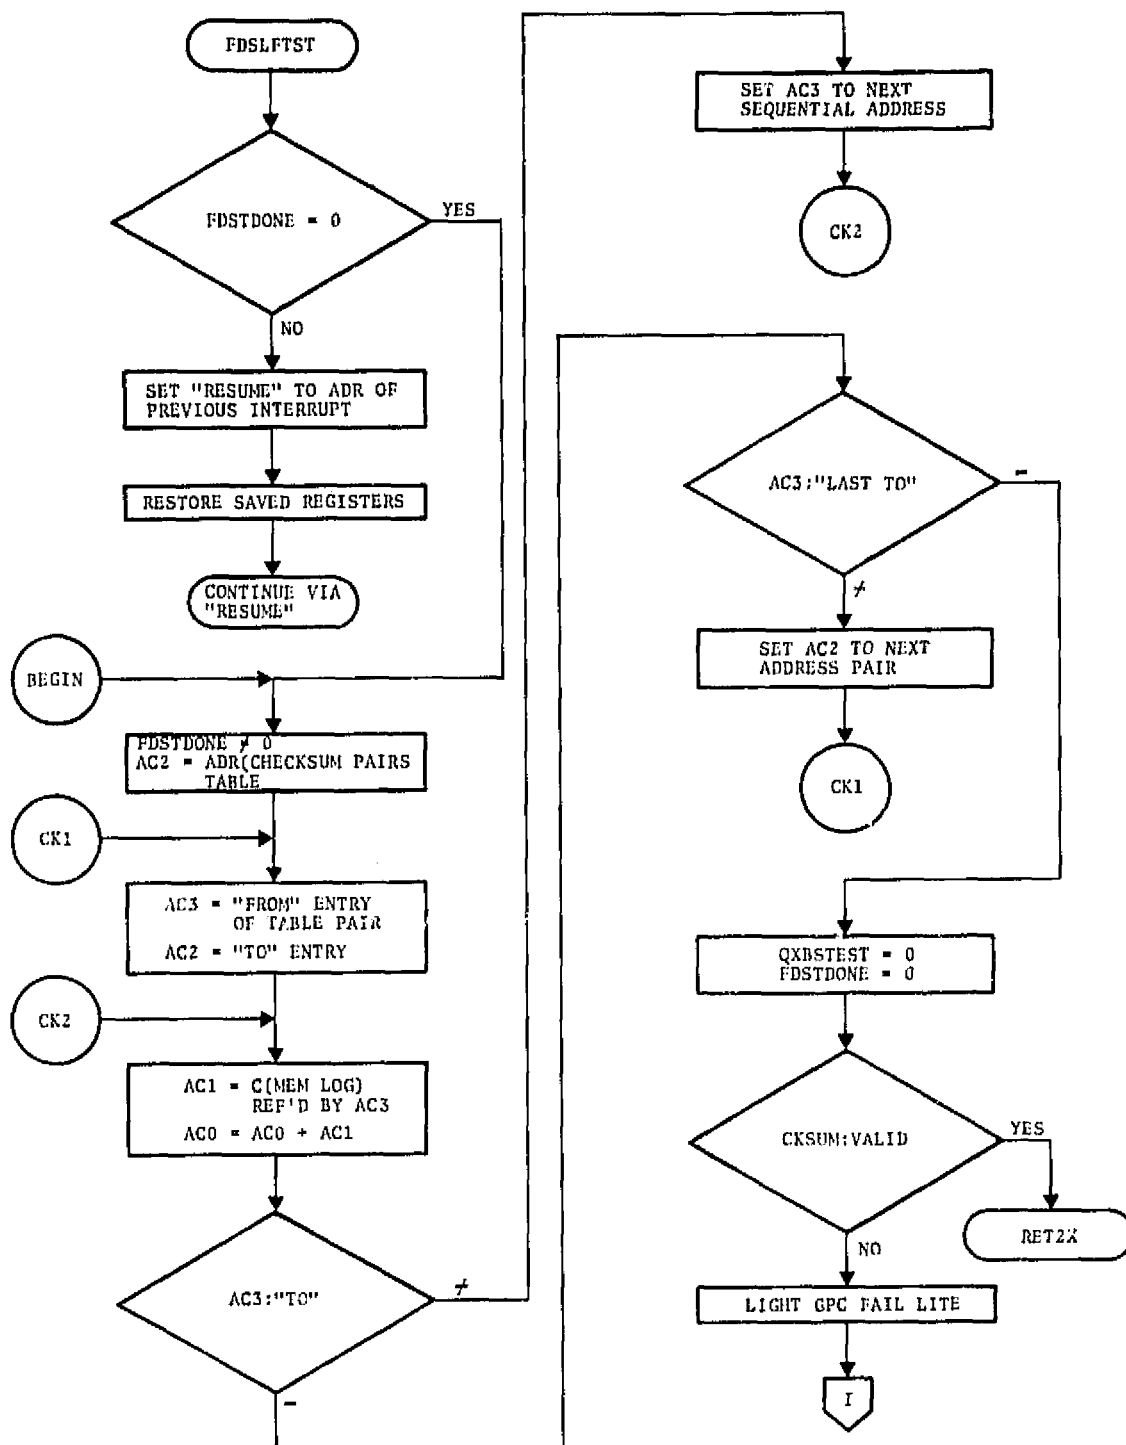 FDSLFTST
FDSTDONE = 0
YES
NO
SET "RESUME" TO ADR OF
PREVIOUS INTERRUPT
RESTORE SAVED REGISTERS
CONTINUE VIA
"RESUME"
BEGIN
FDSTDONE ≠ 0
AC2 = ADR(CHECKSUM PAIRS
TABLE
CK1
AC3 = "FROM" ENTRY
OF TABLE PAIR
AC2 = "TO" ENTRY
CK2
AC1 = C(MEM LOG)
REF'D BY AC3
AC0 = AC0 + AC1
AC3:"TO"
≠
=
SET AC3 TO NEXT
SEQUENTIAL ADDRESS
CK2
AC3:"LAST TO"
=
≠
SET AC2 TO NEXT
ADDRESS PAIR
CK1
QXBSTEST = 0
FDSTDONE = 0
CKSUM:VALID
YES
RET2X
NO
LIGHT GPC FAIL LITE
I